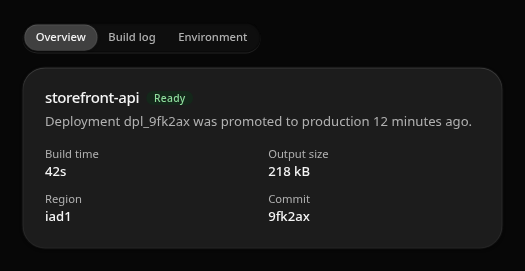 Overview Build log Environment
storefront-api Ready
Deployment dpl_9fk2ax was promoted to production 12 minutes ago.
Build time Output size
42s 218 kB
Region Commit
iad1 9fk2ax